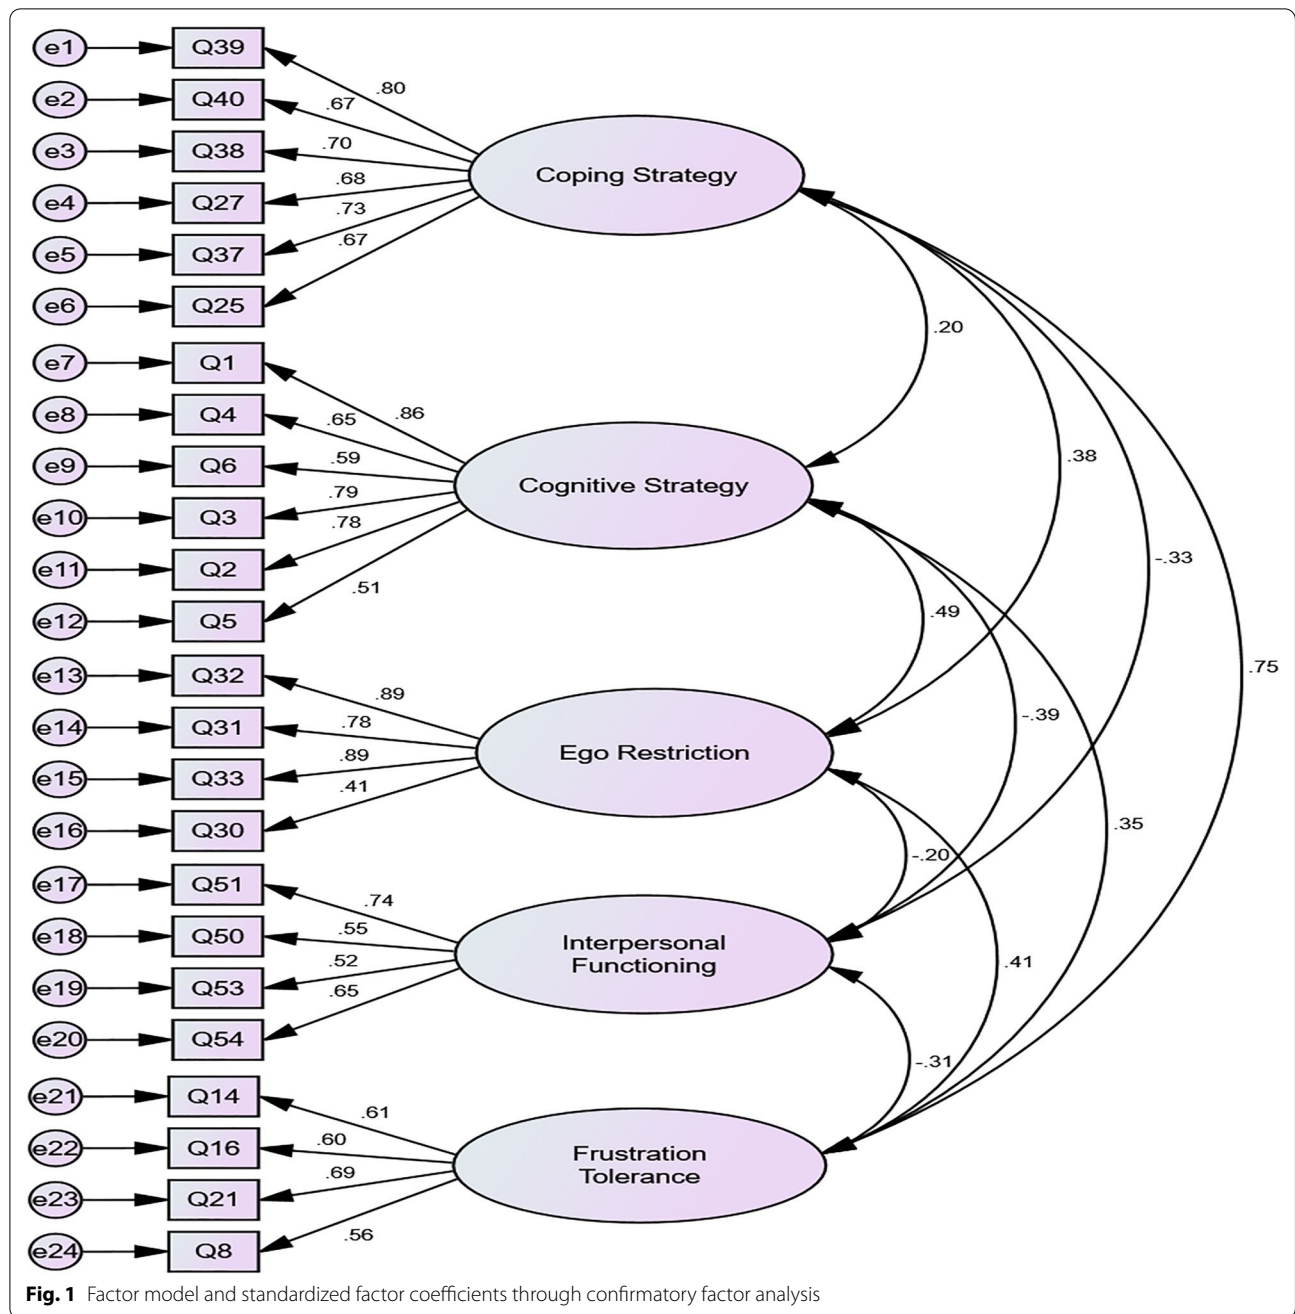 e1 Q39
.80
e2 Q40
.67
e3 Q38
.70
Coping Strategy
e4 Q27
.68
e5 Q37
.73
e6 Q25
.67
.20
e7 Q1
.86
e8 Q4
.65
.38
e9 Q6
.59
Cognitive Strategy
e10 Q3
.79
e11 Q2
.78
-.33
e12 Q5
.51
.49
.75
e13 Q32
.89
e14 Q31
.78
-.39
Ego Restriction
e15 Q33
.89
e16 Q30
.41
.35
-.20
e17 Q51
.74
e18 Q50
.55
Interpersonal
Functioning
e19 Q53
.52
.41
e20 Q54
.65
-.31
e21 Q14
.61
e22 Q16
.60
Frustration
Tolerance
e23 Q21
.69
e24 Q8
.56
Fig. 1 Factor model and standardized factor coefficients through confirmatory factor analysis